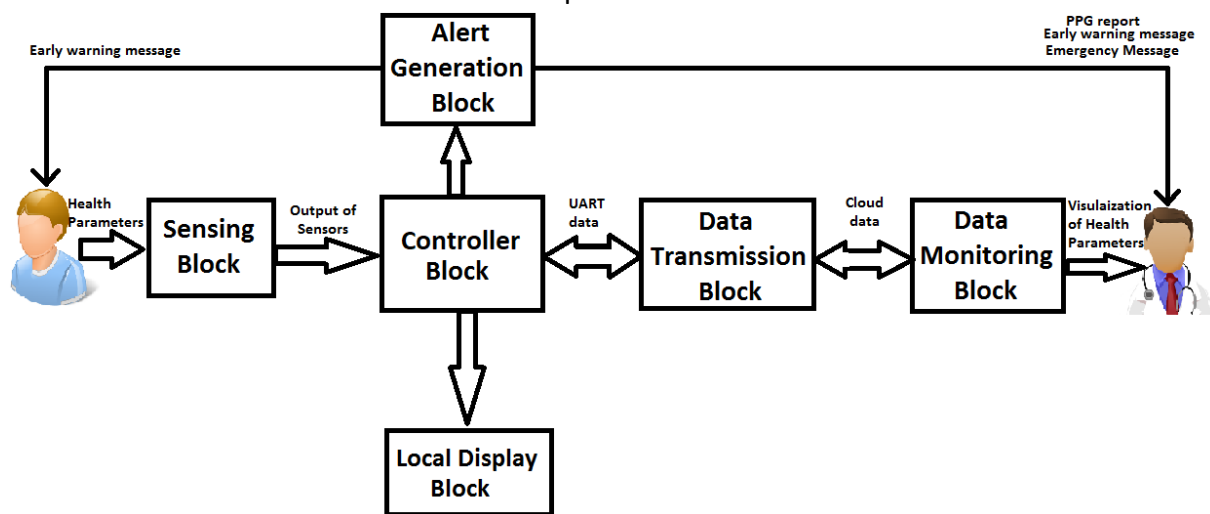 Early warning message
Alert
Generation
Block
PPG report
Early warning message
Emergency Message
Health
Parameters
Sensing
Block
Output of
Sensors
Controller
Block
UART
data
Data
Transmission
Block
Cloud
data
Data
Monitoring
Block
Visulaization
of Health
Parameters
Local Display
Block